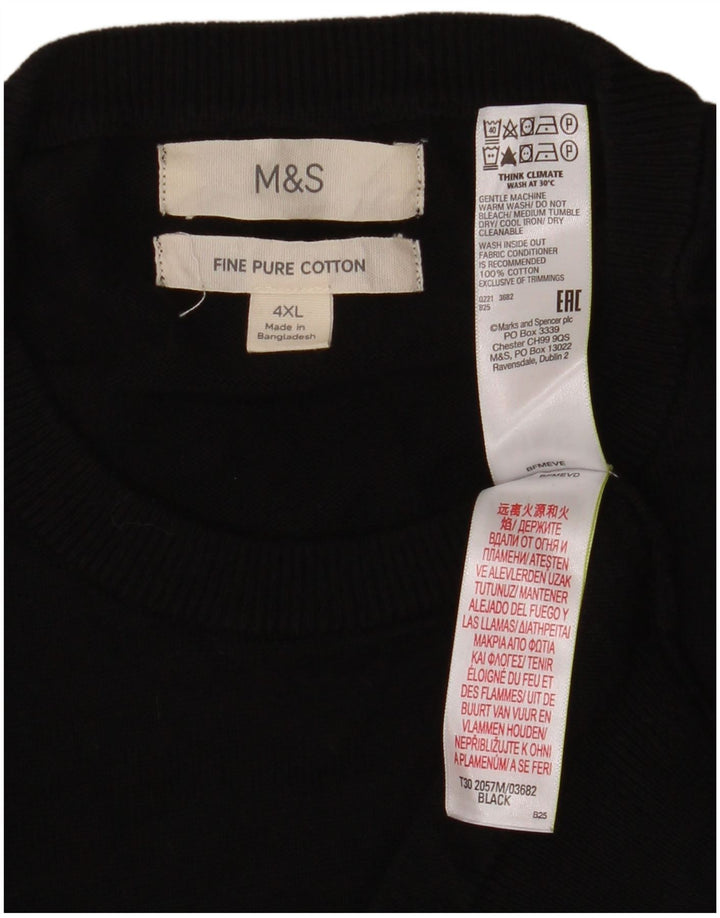 M&S
FINE PURE COTTON
4XL
Made in
Bangladesh
40
P
P
THINK CLIMATE
WASH AT 30°C
GENTLE MACHINE
WARM WASH/ DO NOT
BLEACH/ MEDIUM TUMBLE
DRY/ COOL IRON/ DRY
CLEANABLE
WASH INSIDE OUT
FABRIC CONDITIONER
IS RECOMMENDED
100% COTTON
EXCLUSIVE OF TRIMMINGS
0221 3682
B25
EAC
©Marks and Spencer plc
PO Box 3339
Chester CH99 9QS
M&S, PO Box 13022
Ravensdale, Dublin 2
BFMEVE
BFMEVD
远离火源和火
焰/ ДЕРЖИТЕ
ВДАЛИ ОТ ОГНЯ И
ПЛАМЕНИ/ ATEŞTEN
VE ALEVLERDEN UZAK
TUTUNUZ/ MANTENER
ALEJADO DEL FUEGO Y
LAS LLAMAS/ ΔΙΑΤΗΡΕΙΤΑΙ
ΜΑΚΡΙΑ ΑΠΟ ΦΩΤΙΑ
ΚΑΙ ΦΛΟΓΕΣ/ TENIR
ÉLOIGNÉ DU FEU ET
DES FLAMMES/ UIT DE
BUURT VAN VUUR EN
VLAMMEN HOUDEN/
NEPŘIBLIŽUJTE K OHNI
A PLAMENŮM/ A SE FERI
T30 2057M/03682
BLACK
B25